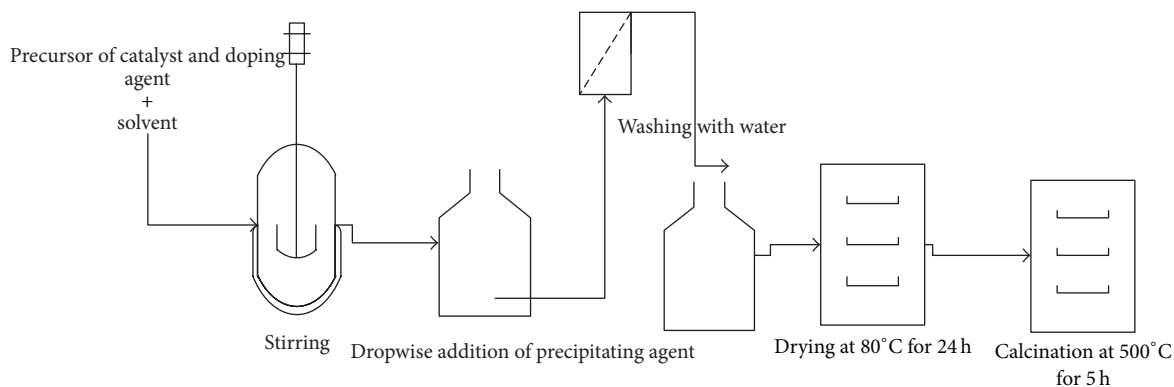 Precursor of catalyst and doping
agent
+
solvent
Washing with water
Stirring
Dropwise addition of precipitating agent
Drying at 80°C for 24 h
Calcination at 500°C
for 5 h